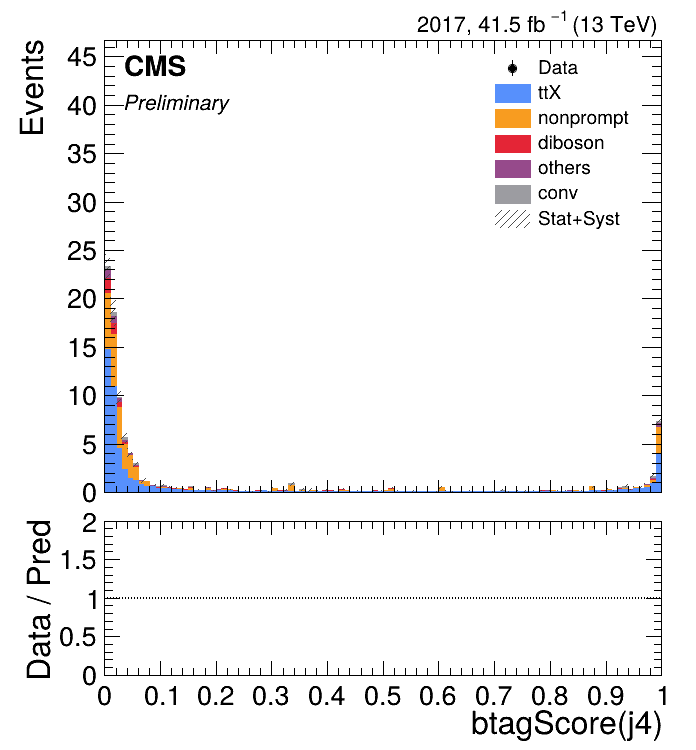 2017, 41.5 fb⁻¹ (13 TeV)
Events
CMS
Preliminary
Data
ttX
nonprompt
diboson
others
conv
Stat+Syst
45
40
35
30
25
20
15
10
5
0
Data / Pred
2
1.5
1
0.5
0
0 0.1 0.2 0.3 0.4 0.5 0.6 0.7 0.8 0.9 1
btagScore(j4)